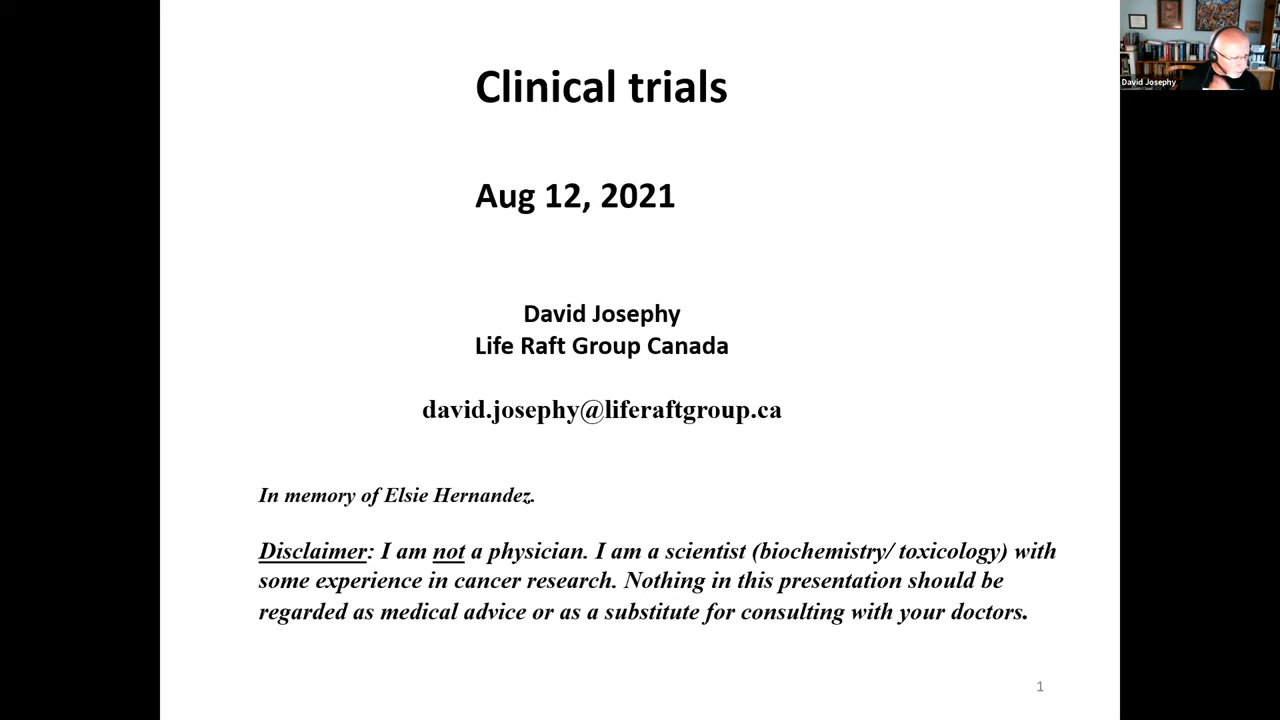 Clinical trials
Aug 12, 2021
David Josephy
Life Raft Group Canada
david.josephy@liferaftgroup.ca
In memory of Elsie Hernandez.
Disclaimer: I am not a physician. I am a scientist (biochemistry/ toxicology) with
some experience in cancer research. Nothing in this presentation should be
regarded as medical advice or as a substitute for consulting with your doctors.
1
David Josephy